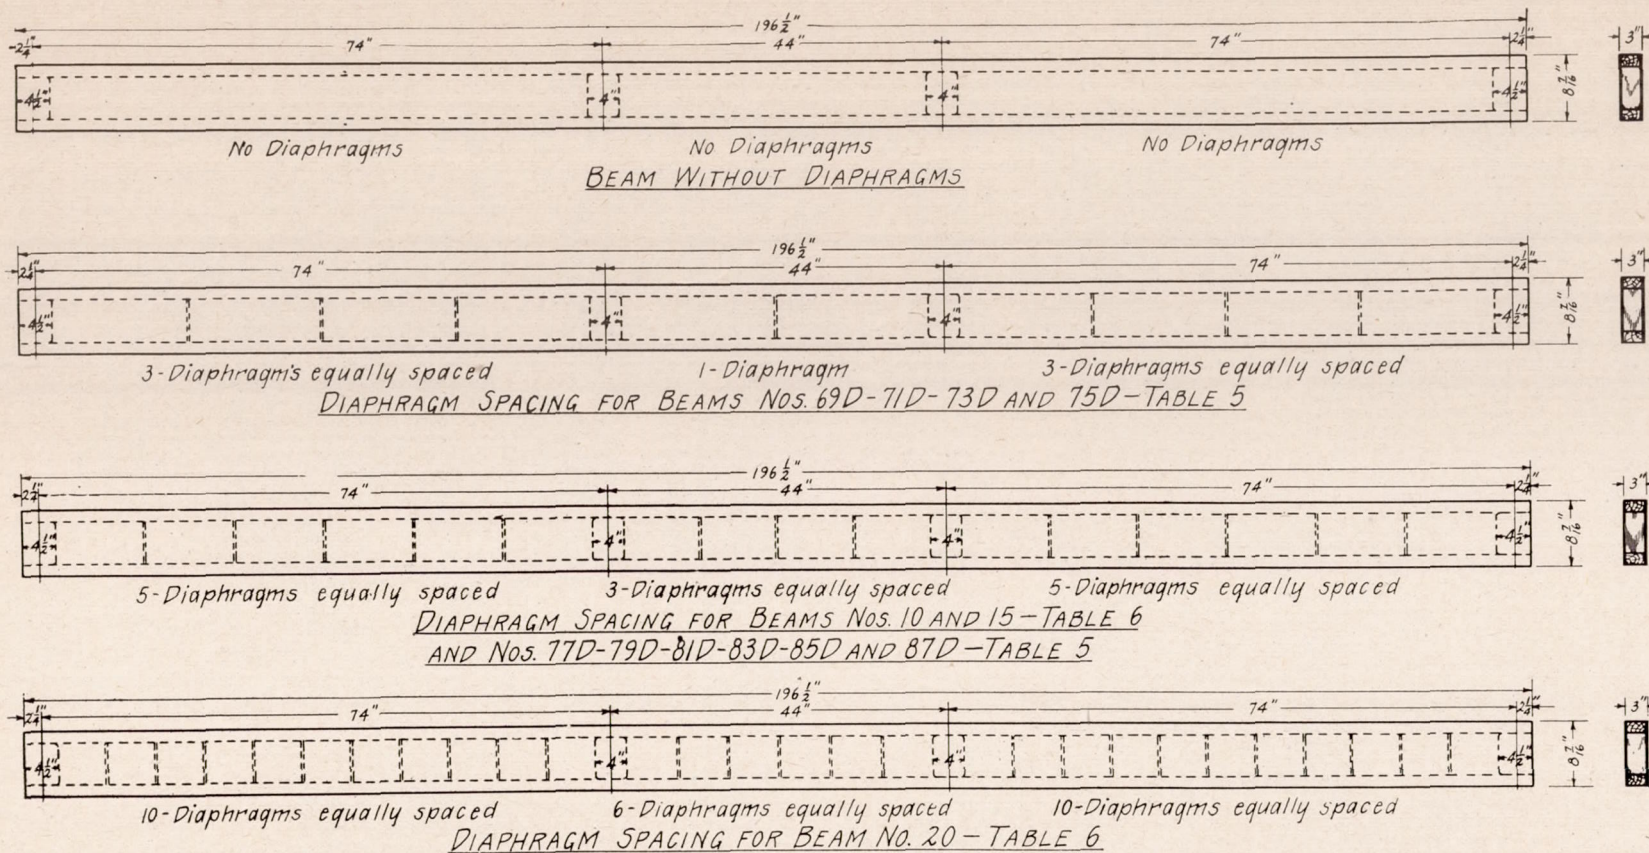 196 1/2"
2 1/4" 74" 44" 74" 2 1/4" 3"
4 1/2" 4" 4" 4 1/2" 8 7/16"
No Diaphragms No Diaphragms No Diaphragms
BEAM WITHOUT DIAPHRAGMS
196 1/2"
2 1/4" 74" 44" 74" 2 1/4" 3"
4 1/2" 4" 4" 4 1/2" 8 7/16"
3-Diaphragm's equally spaced 1-Diaphragm 3-Diaphragms equally spaced
DIAPHRAGM SPACING FOR BEAMS NOS. 69D-71D-73D AND 75D-TABLE 5
196 1/2"
2 1/4" 74" 44" 74" 2 1/4" 3"
4 1/2" 4" 4" 4 1/2" 8 7/16"
5-Diaphragms equally spaced 3-Diaphragms equally spaced 5-Diaphragms equally spaced
DIAPHRAGM SPACING FOR BEAMS NOS. 10 AND 15-TABLE 6
AND NOS. 77D-79D-81D-83D-85D AND 87D-TABLE 5
196 1/2"
2 1/4" 74" 44" 74" 2 1/4" 3"
4 1/2" 4" 4" 4 1/2" 8 7/16"
10-Diaphragms equally spaced 6-Diaphragms equally spaced 10-Diaphragms equally spaced
DIAPHRAGM SPACING FOR BEAM NO. 20-TABLE 6